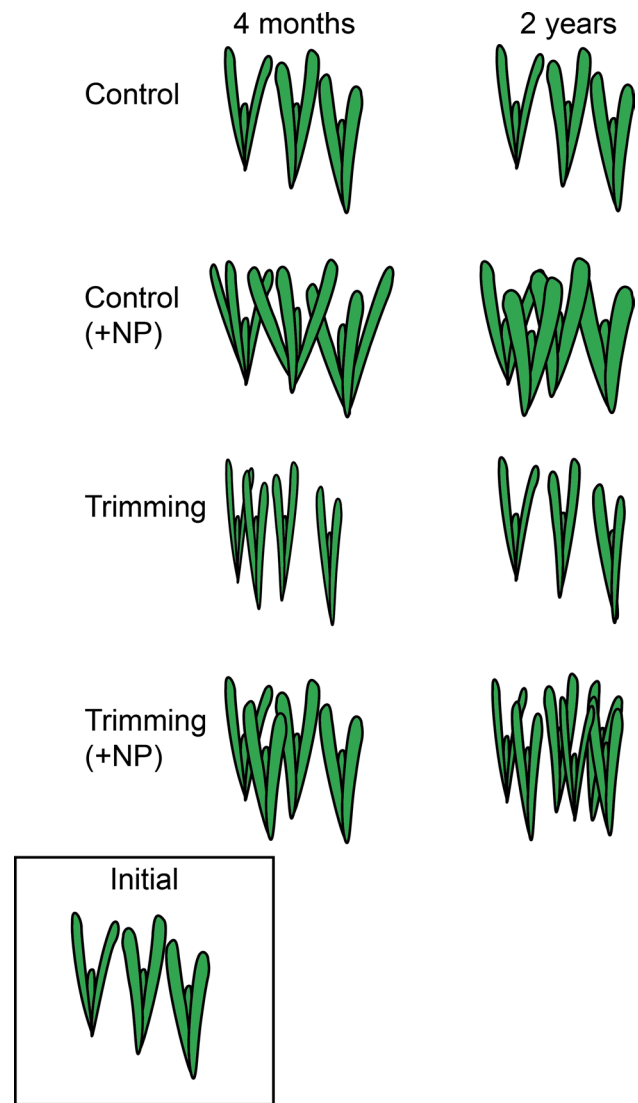 4 months
2 years
Control
Control
(+NP)
Trimming
Trimming
(+NP)
Initial